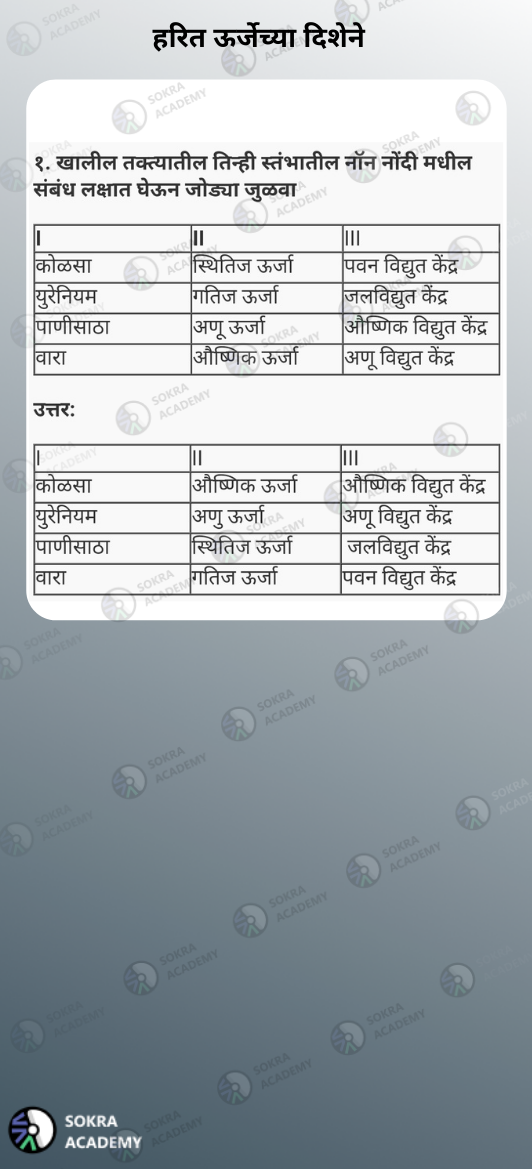 हरित ऊर्जेच्या दिशेने
१. खालील तक्त्यातील तिन्ही स्तंभातील नॉन नोंदी मधील
संबंध लक्षात घेऊन जोड्या जुळवा
I II III
कोळसा स्थितिज ऊर्जा पवन विद्युत केंद्र
युरेनियम गतिज ऊर्जा जलविद्युत केंद्र
पाणीसाठा अणू ऊर्जा औष्णिक विद्युत केंद्र
वारा औष्णिक ऊर्जा अणू विद्युत केंद्र
उत्तर:
I II III
कोळसा औष्णिक ऊर्जा औष्णिक विद्युत केंद्र
युरेनियम अणु ऊर्जा अणू विद्युत केंद्र
पाणीसाठा स्थितिज ऊर्जा जलविद्युत केंद्र
वारा गतिज ऊर्जा पवन विद्युत केंद्र
SOKRA
ACADEMY